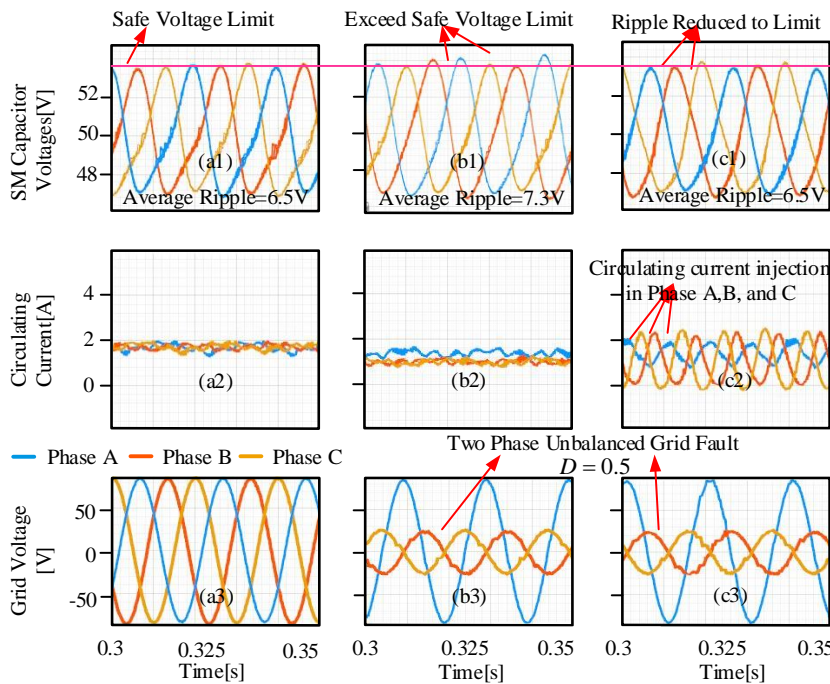 Safe Voltage Limit
Exceed Safe Voltage Limit
Ripple Reduced to Limit
SM Capacitor
Voltages[V]
52
50
48
(a1)
Average Ripple=6.5V
(b1)
Average Ripple=7.3V
(c1)
Average Ripple=6.5V
Circulating
Current[A]
4
2
0
(a2)
(b2)
Circulating current injection
in Phase A,B, and C
(c2)
Phase A
Phase B
Phase C
Two Phase Unbalanced Grid Fault
D = 0.5
Grid Voltage
[V]
50
0
-50
(a3)
(b3)
(c3)
0.3
0.325
0.35
0.3
0.325
0.35
0.3
0.325
0.35
Time[s]
Time[s]
Time[s]